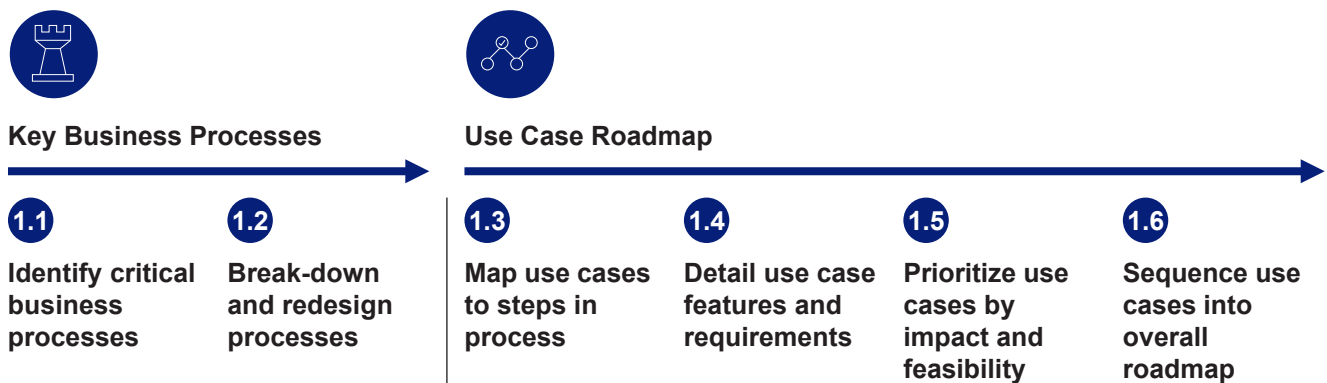 Key Business Processes
Use Case Roadmap
1.1
Identify critical
business
processes
1.2
Break-down
and redesign
processes
1.3
Map use cases
to steps in
process
1.4
Detail use case
features and
requirements
1.5
Prioritize use
cases by
impact and
feasibility
1.6
Sequence use
cases into
overall
roadmap